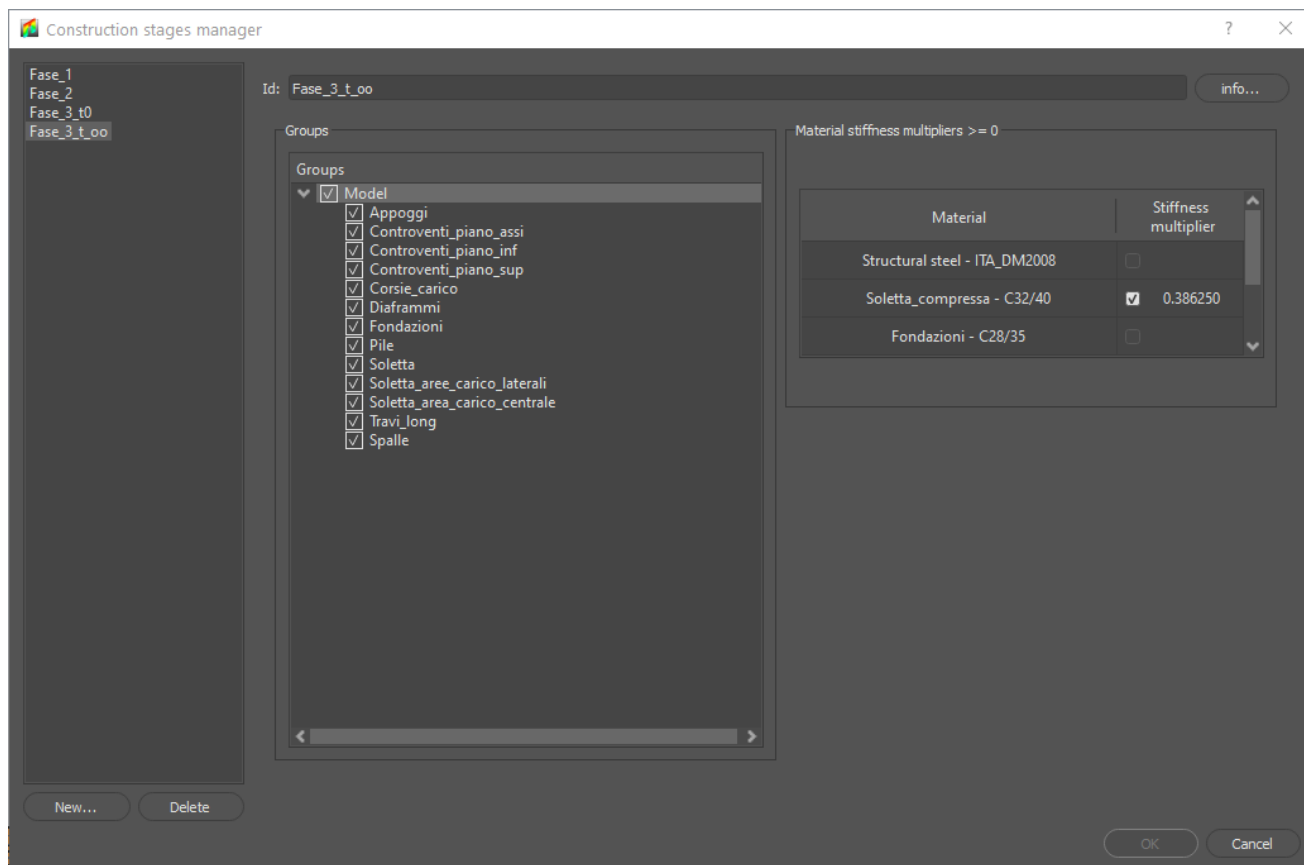 Construction stages manager
?
Fase_1
Fase_2
Fase_3_t0
Fase_3_t_oo
Id: Fase_3_t_oo
info...
Groups
Groups
Model
Appoggi
Controventi_piano_assi
Controventi_piano_inf
Controventi_piano_sup
Corsie_carico
Diaframmi
Fondazioni
Pile
Soletta
Soletta_aree_carico_laterali
Soletta_area_carico_centrale
Travi_long
Spalle
Material stiffness multipliers >= 0
Material
Stiffness
multiplier
Structural steel - ITA_DM2008
Soletta_compressa - C32/40 0.386250
Fondazioni - C28/35
New...
Delete
OK
Cancel